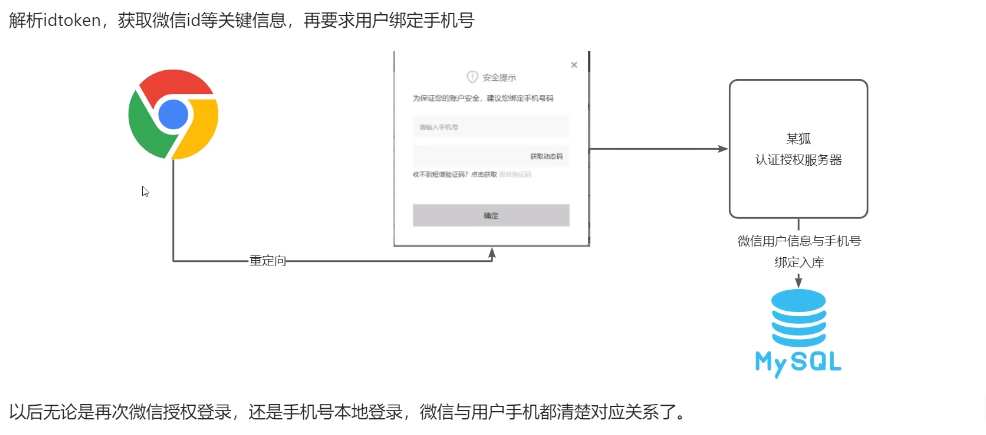 解析idtoken，获取微信id等关键信息，再要求用户绑定手机号
安全提示
为保证您的账户安全，建议您绑定手机号码
请输入手机号
获取动态码
收不到短信验证码？点击获取
确定
重定向
某狐
认证授权服务器
微信用户信息与手机号
绑定入库
MySQL
以后无论是再次微信授权登录，还是手机号本地登录，微信与用户手机都清楚对应关系了。